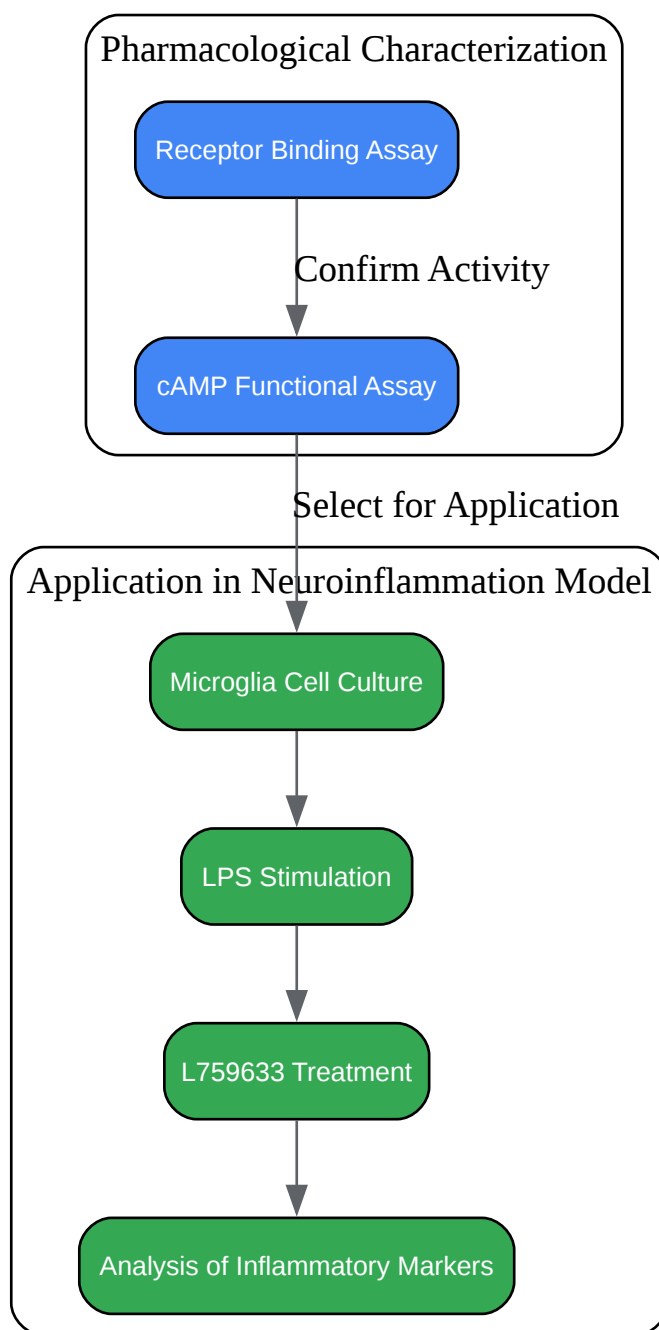 Pharmacological Characterization
Receptor Binding Assay
Confirm Activity
cAMP Functional Assay
Select for Application
Application in Neuroinflammation Model
Microglia Cell Culture
LPS Stimulation
L759633 Treatment
Analysis of Inflammatory Markers